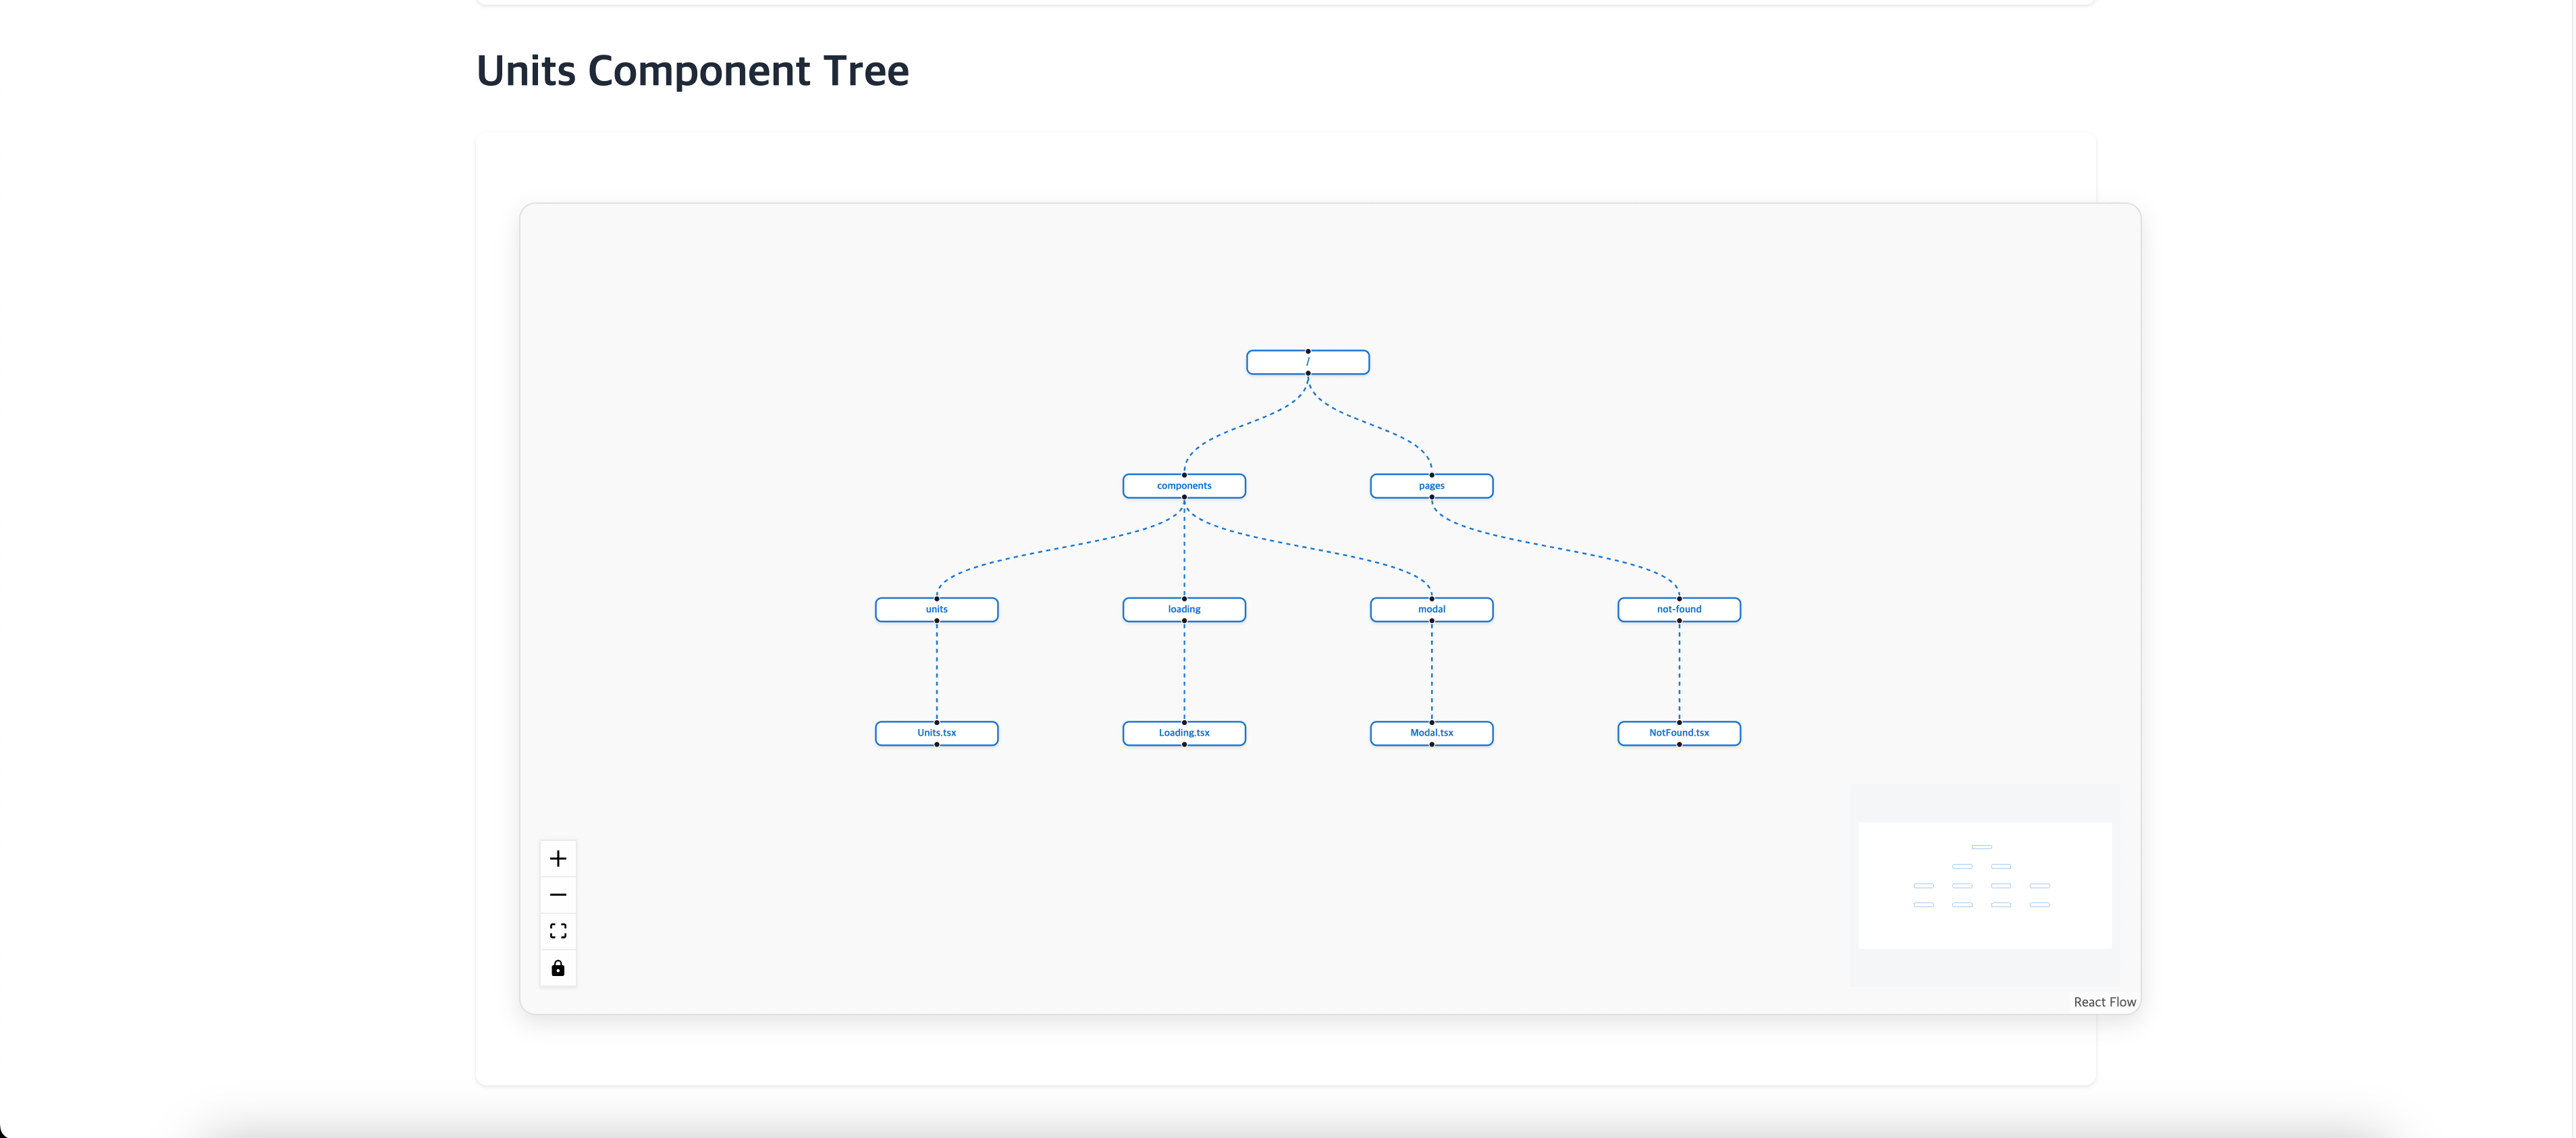 Units Component Tree
/
components
pages
units
loading
modal
not-found
Units.tsx
Loading.tsx
Modal.tsx
NotFound.tsx
React Flow